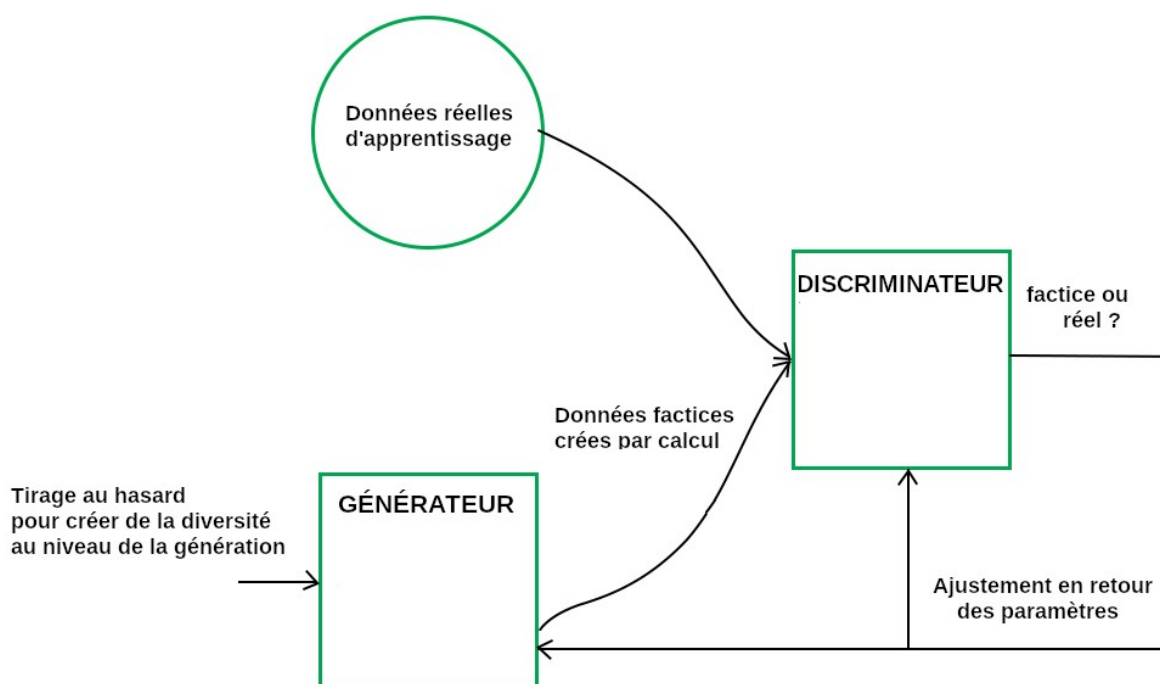 Données réelles
d'apprentissage
DISCRIMINATEUR
factice ou
réel ?
Données factices
crées par calcul
Tirage au hasard
pour créer de la diversité
au niveau de la génération
GÉNÉRATEUR
Ajustement en retour
des paramètres